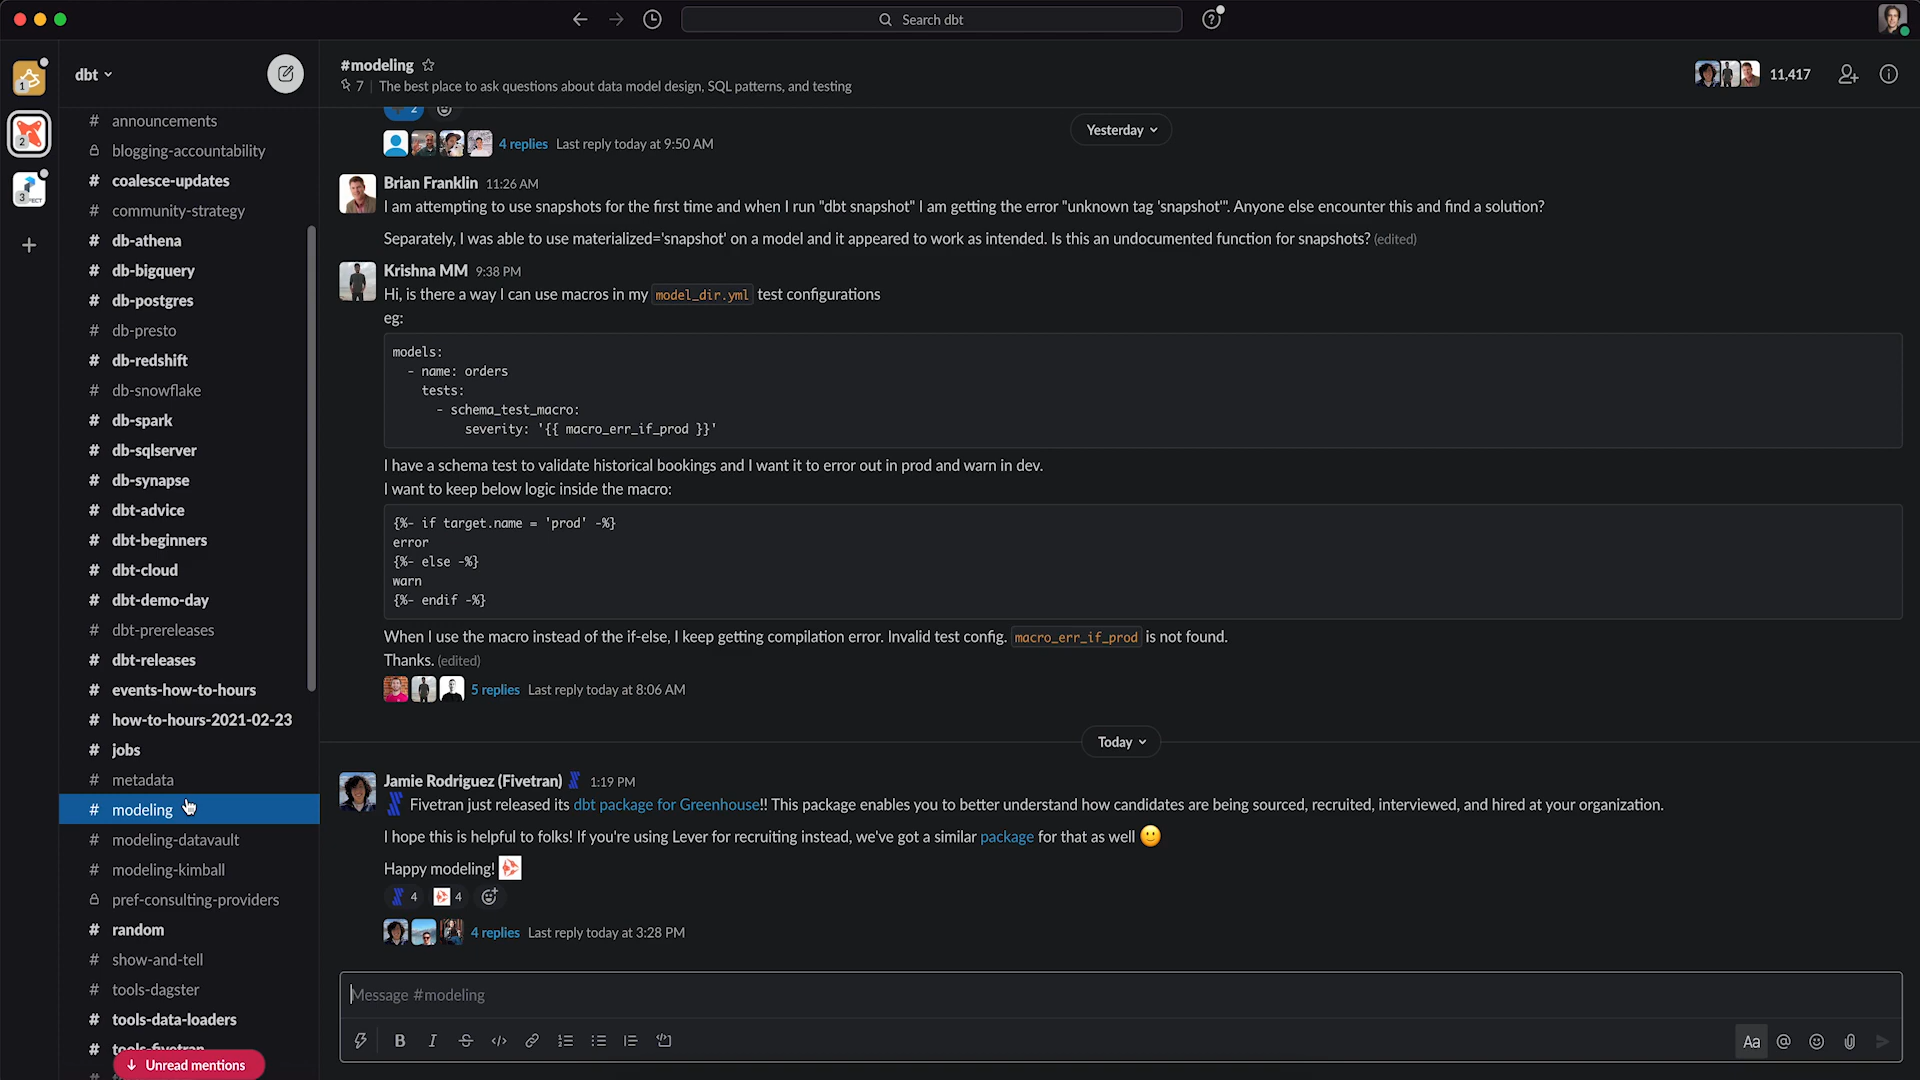 Search dbt
1
2
3
dbt
# announcements
blogging-accountability
# coalesce-updates
# community-strategy
# db-athena
# db-bigquery
# db-postgres
# db-presto
# db-redshift
# db-snowflake
# db-spark
# db-sqlserver
# db-synapse
# dbt-advice
# dbt-beginners
# dbt-cloud
# dbt-demo-day
# dbt-prereleases
# dbt-releases
# events-how-to-hours
# how-to-hours-2021-02-23
# jobs
# metadata
# modeling
# modeling-datavault
# modeling-kimball
pref-consulting-providers
# random
# show-and-tell
# tools-dagster
# tools-data-loaders
# tools-fivetran
Unread mentions
#modeling
7 | The best place to ask questions about data model design, SQL patterns, and testing
11,417
2
4 replies Last reply today at 9:50 AM
Yesterday
Brian Franklin 11:26 AM
I am attempting to use snapshots for the first time and when I run "dbt snapshot" I am getting the error "unknown tag 'snapshot'". Anyone else encounter this and find a solution?
Separately, I was able to use materialized='snapshot' on a model and it appeared to work as intended. Is this an undocumented function for snapshots? (edited)
Krishna MM 9:38 PM
Hi, is there a way I can use macros in my model_dir.yml test configurations
eg:
models:
- name: orders
tests:
- schema_test_macro:
severity: '{{ macro_err_if_prod }}'
I have a schema test to validate historical bookings and I want it to error out in prod and warn in dev.
I want to keep below logic inside the macro:
{%- if target.name = 'prod' -%}
error
{%- else -%}
warn
{%- endif -%}
When I use the macro instead of the if-else, I keep getting compilation error. Invalid test config. macro_err_if_prod is not found.
Thanks. (edited)
5 replies Last reply today at 8:06 AM
Today
Jamie Rodriguez (Fivetran) 1:19 PM
Fivetran just released its dbt package for Greenhouse!! This package enables you to better understand how candidates are being sourced, recruited, interviewed, and hired at your organization.
I hope this is helpful to folks! If you're using Lever for recruiting instead, we've got a similar package for that as well 🙂
Happy modeling!
4 4
4 replies Last reply today at 3:28 PM
Message #modeling
B I S Aa @